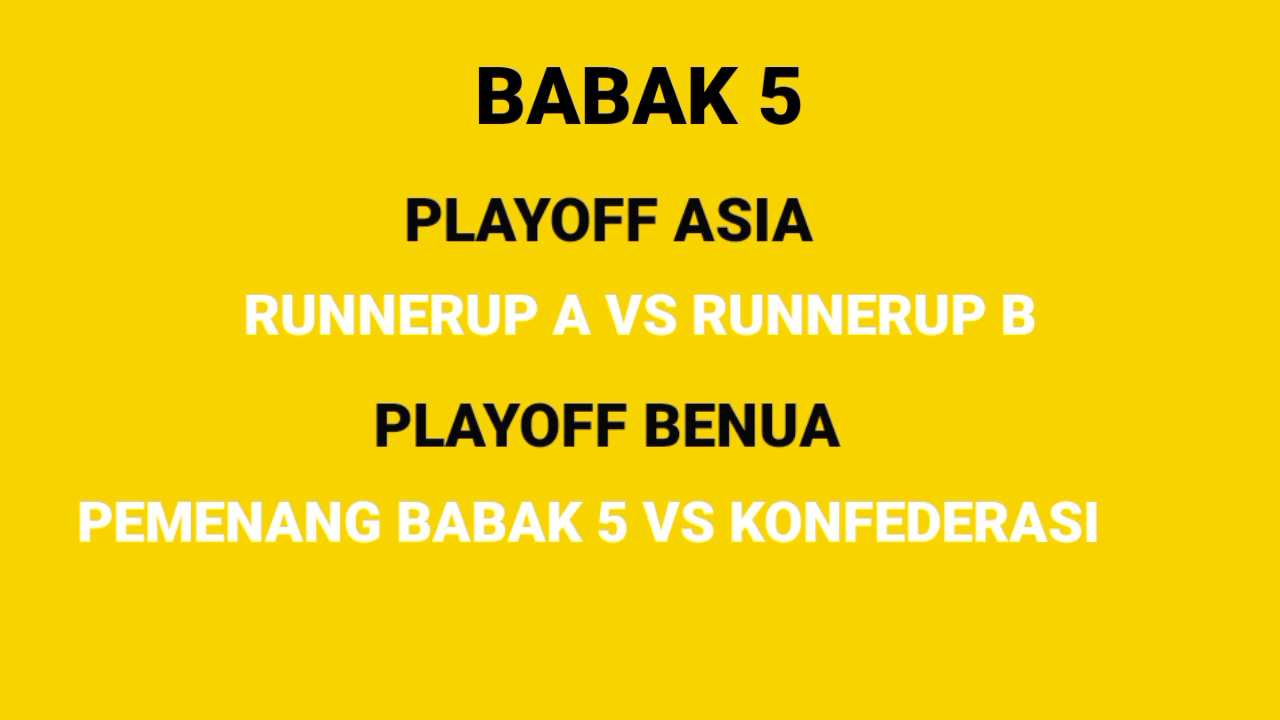 BABAK 5
PLAYOFF ASIA
RUNNERUP A VS RUNNERUP B
PLAYOFF BENUA
PEMENANG BABAK 5 VS KONFEDERASI